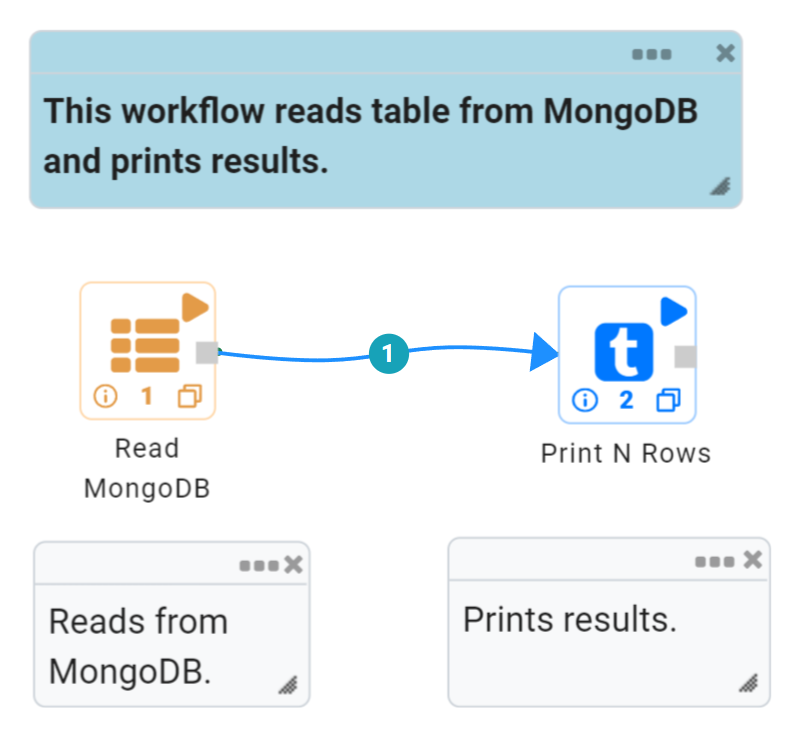 This workflow reads table from MongoDB
and prints results.
1
t
1
2
Read
MongoDB
Print N Rows
Reads from
MongoDB.
Prints results.